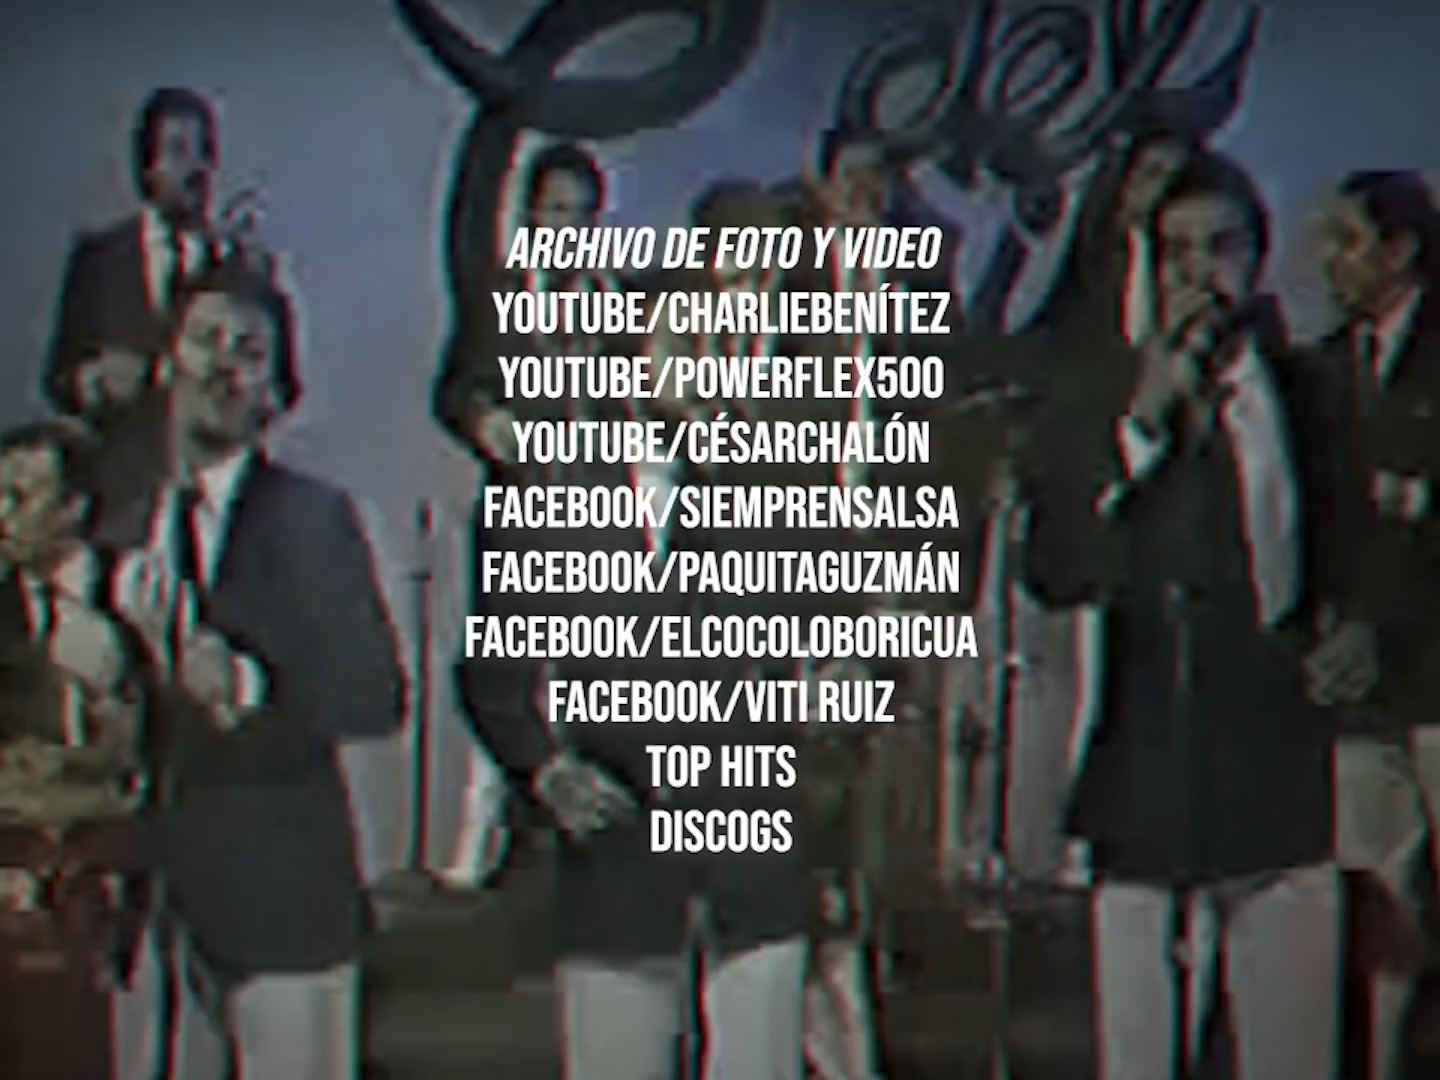 ARCHIVO DE FOTO Y VIDEO
YOUTUBE/CHARLIEBENÍTEZ
YOUTUBE/POWERFLEX500
YOUTUBE/CÉSARCHALÓN
FACEBOOK/SIEMPRENSALSA
FACEBOOK/PAQUITAGUZMÁN
FACEBOOK/ELCOCOLOBORICUA
FACEBOOK/VITI RUIZ
TOP HITS
DISCOGS